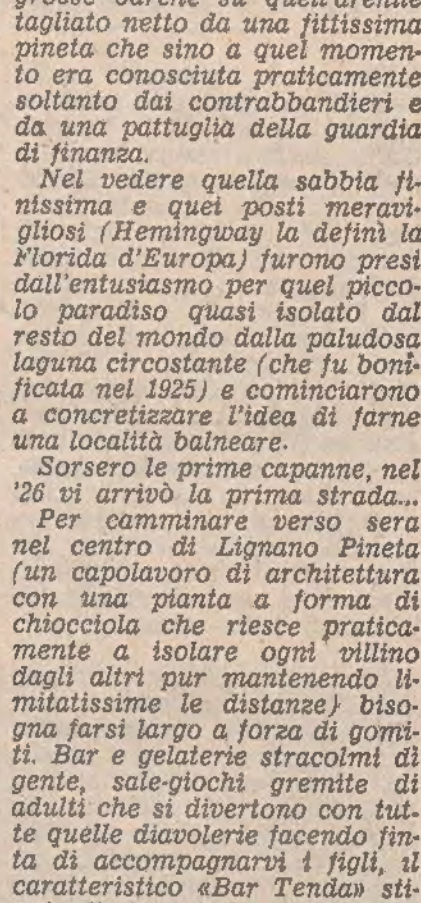 grosse barche su quell'arenile
tagliato netto da una fittissima
pineta che sino a quel momen-
to era conosciuta praticamente
soltanto dai contrabbandieri e
da una pattuglia della guardia
di finanza.
Nel vedere quella sabbia fi-
nissima e quei posti meravi-
gliosi (Hemingway la definì la
Florida d'Europa) furono presi
dall'entusiasmo per quel picco-
lo paradiso quasi isolato dal
resto del mondo dalla paludosa
laguna circostante (che fu boni-
ficata nel 1925) e cominciarono
a concretizzare l'idea di farne
una località balneare.
Sorsero le prime capanne, nel
'26 vi arrivò la prima strada...
Per camminare verso sera
nel centro di Lignano Pineta
(un capolavoro di architettura
con una pianta a forma di
chiocciola che riesce pratica-
mente a isolare ogni villino
dagli altri pur mantenendo li-
mitatissime le distanze) biso-
gna farsi largo a forza di gomi-
ti. Bar e gelaterie stracolmi di
gente, sale-giochi gremite di
adulti che si divertono con tut-
te quelle diavolerie facendo fin-
ta di accompagnarvi i figli, il
caratteristico «Bar Tenda» sti-